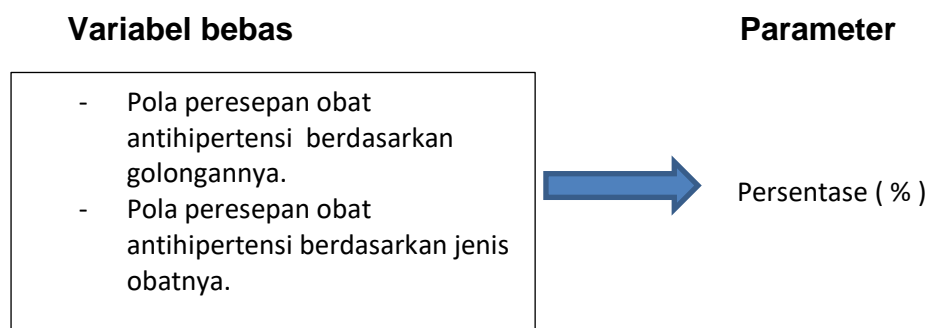 Variabel bebas
Parameter
- Pola peresepan obat
antihipertensi berdasarkan
golongannya.
- Pola peresepan obat
antihipertensi berdasarkan jenis
obatnya.
Persentase ( % )